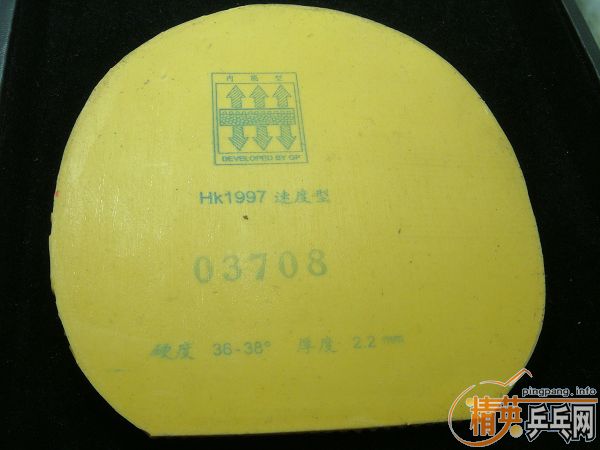 内能型
DEVELOPED BY GP
Hk1997 速度型
03708
硬度 36-38° 厚度 2.2 mm
pingpang.info
精英乒乓网